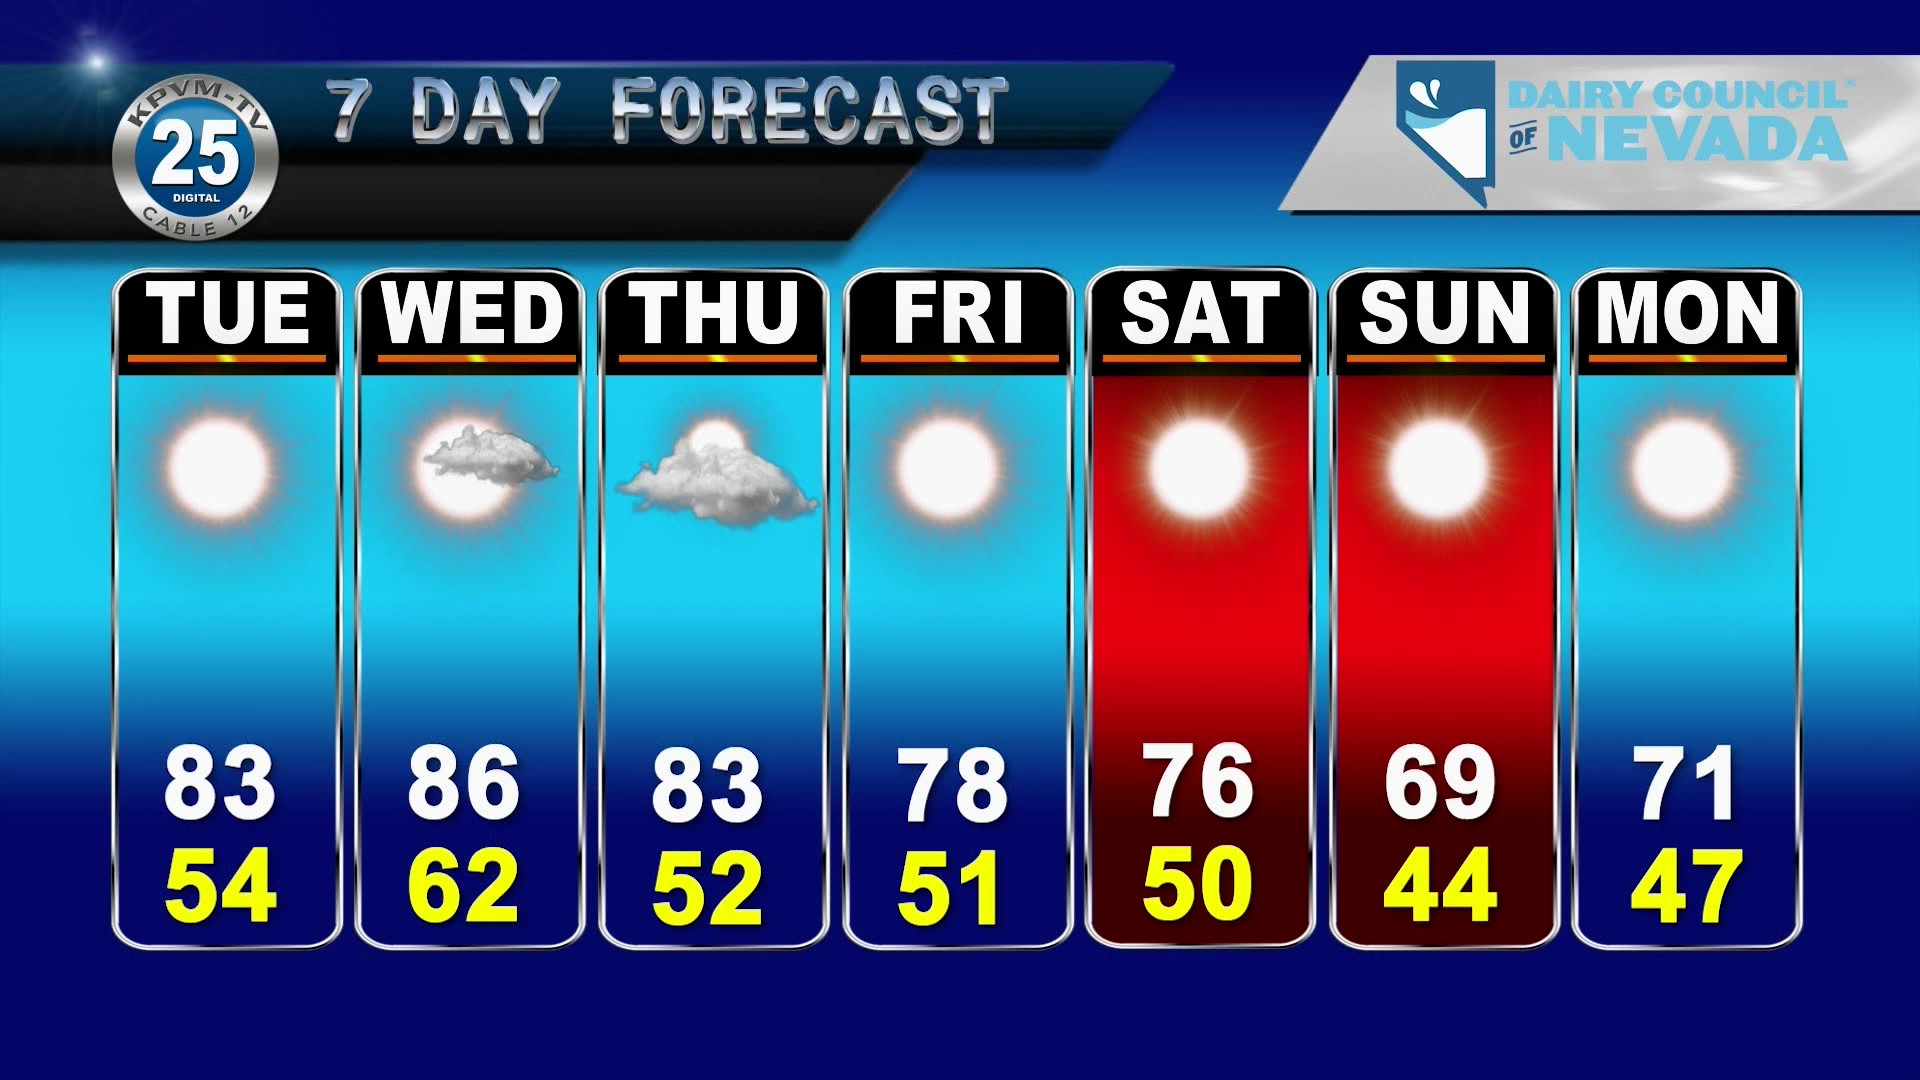 7 DAY FORECAST
KPVM-TV
25
DIGITAL
CABLE 12
DAIRY COUNCIL®
OF NEVADA
TUE WED THU FRI SAT SUN MON
83 86 83 78 76 69 71
54 62 52 51 50 44 47